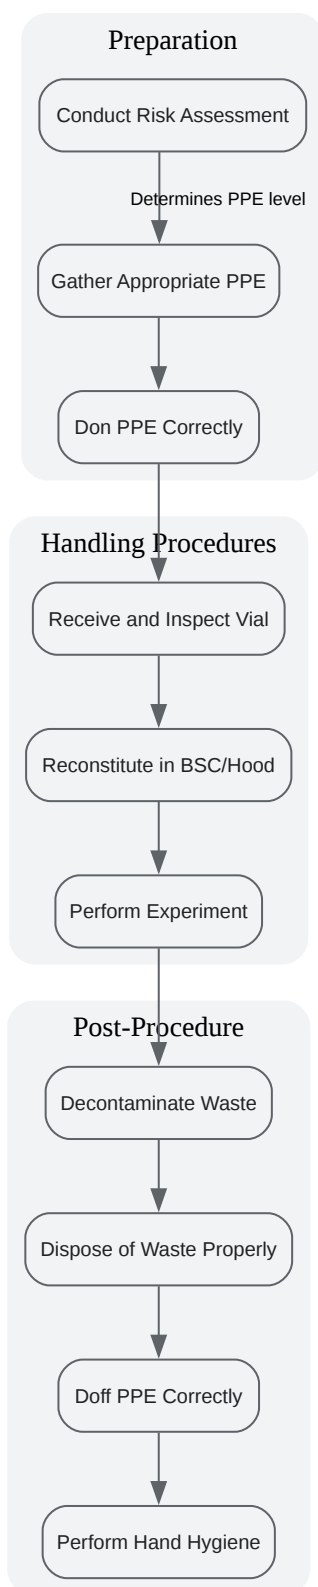 Preparation
Conduct Risk Assessment
Determines PPE level
Gather Appropriate PPE
Don PPE Correctly
Handling Procedures
Receive and Inspect Vial
Reconstitute in BSC/Hood
Perform Experiment
Post-Procedure
Decontaminate Waste
Dispose of Waste Properly
Doff PPE Correctly
Perform Hand Hygiene